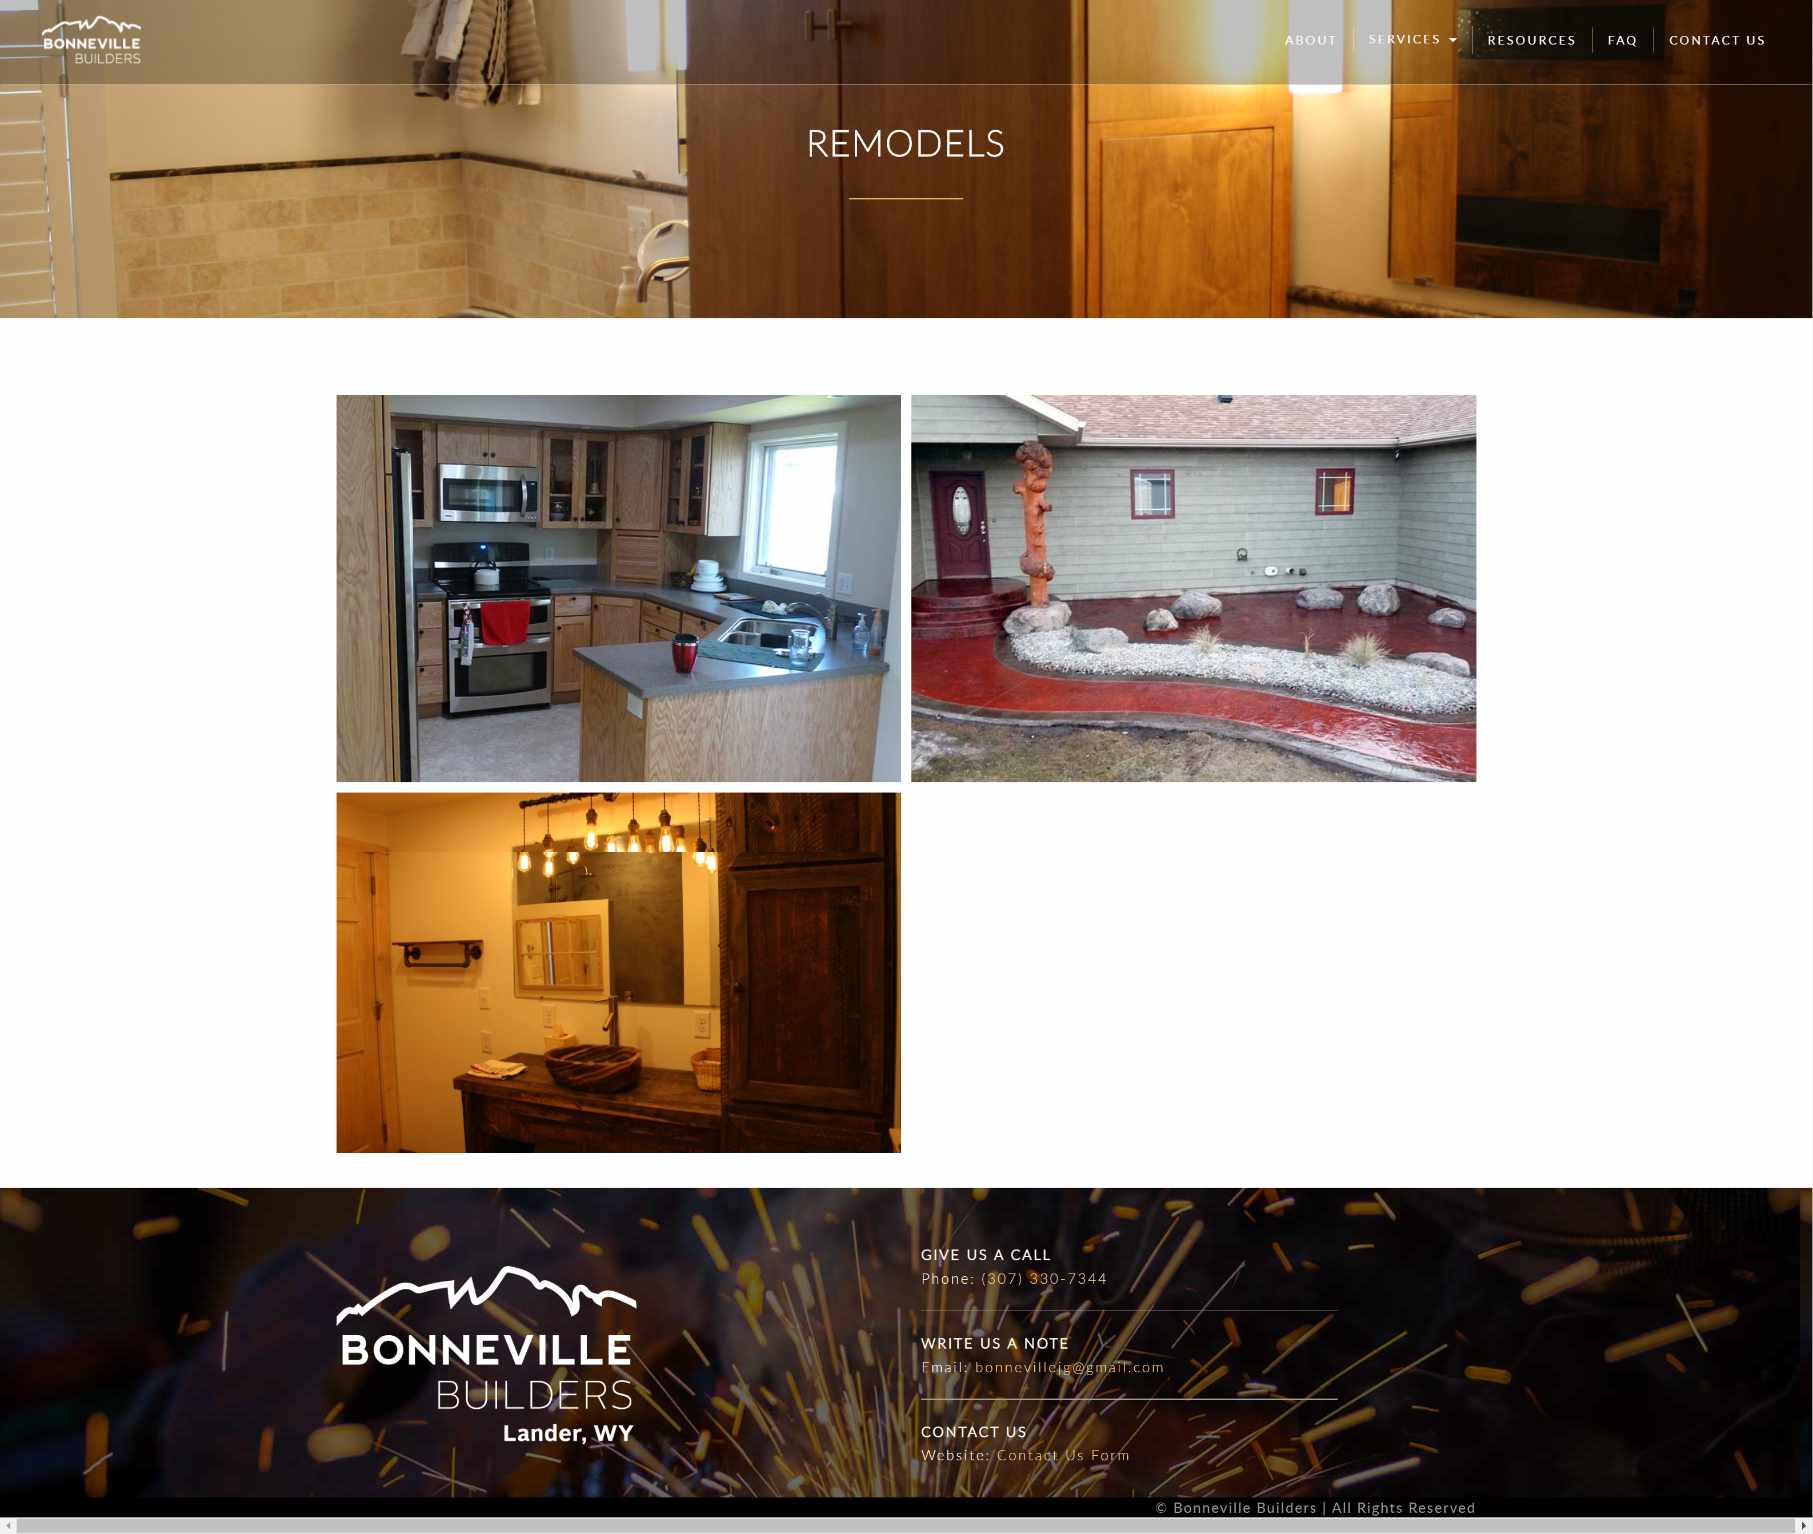 BONNEVILLE
BUILDERS
ABOUT
SERVICES
RESOURCES
FAQ
CONTACT US
REMODELS
BONNEVILLE
BUILDERS
Lander, WY
GIVE US A CALL
Phone: (307) 330-7344
WRITE US A NOTE
Email: bonnevillejg@gmail.com
CONTACT US
Website: Contact Us Form
© Bonneville Builders | All Rights Reserved